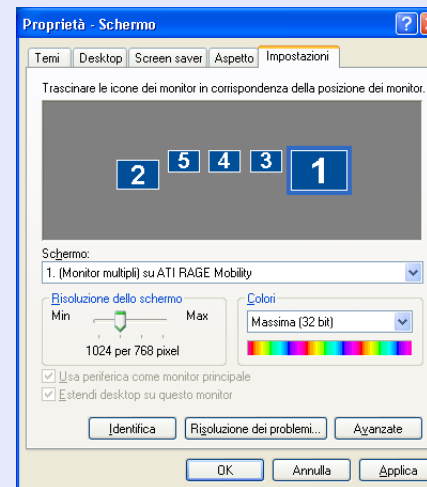 Proprietà - Schermo
Temi Desktop Screen saver Aspetto Impostazioni
Trascinare le icone dei monitor in corrispondenza della posizione dei monitor.
2 5 4 3 1
Schermo:
1. (Monitor multipli) su ATI RAGE Mobility
Risoluzione dello schermo Colori
Min Max Massima (32 bit)
1024 per 768 pixel
Usa periferica come monitor principale
Estendi desktop su questo monitor
Identifica Risoluzione dei problemi... Avanzate
OK Annulla Applica